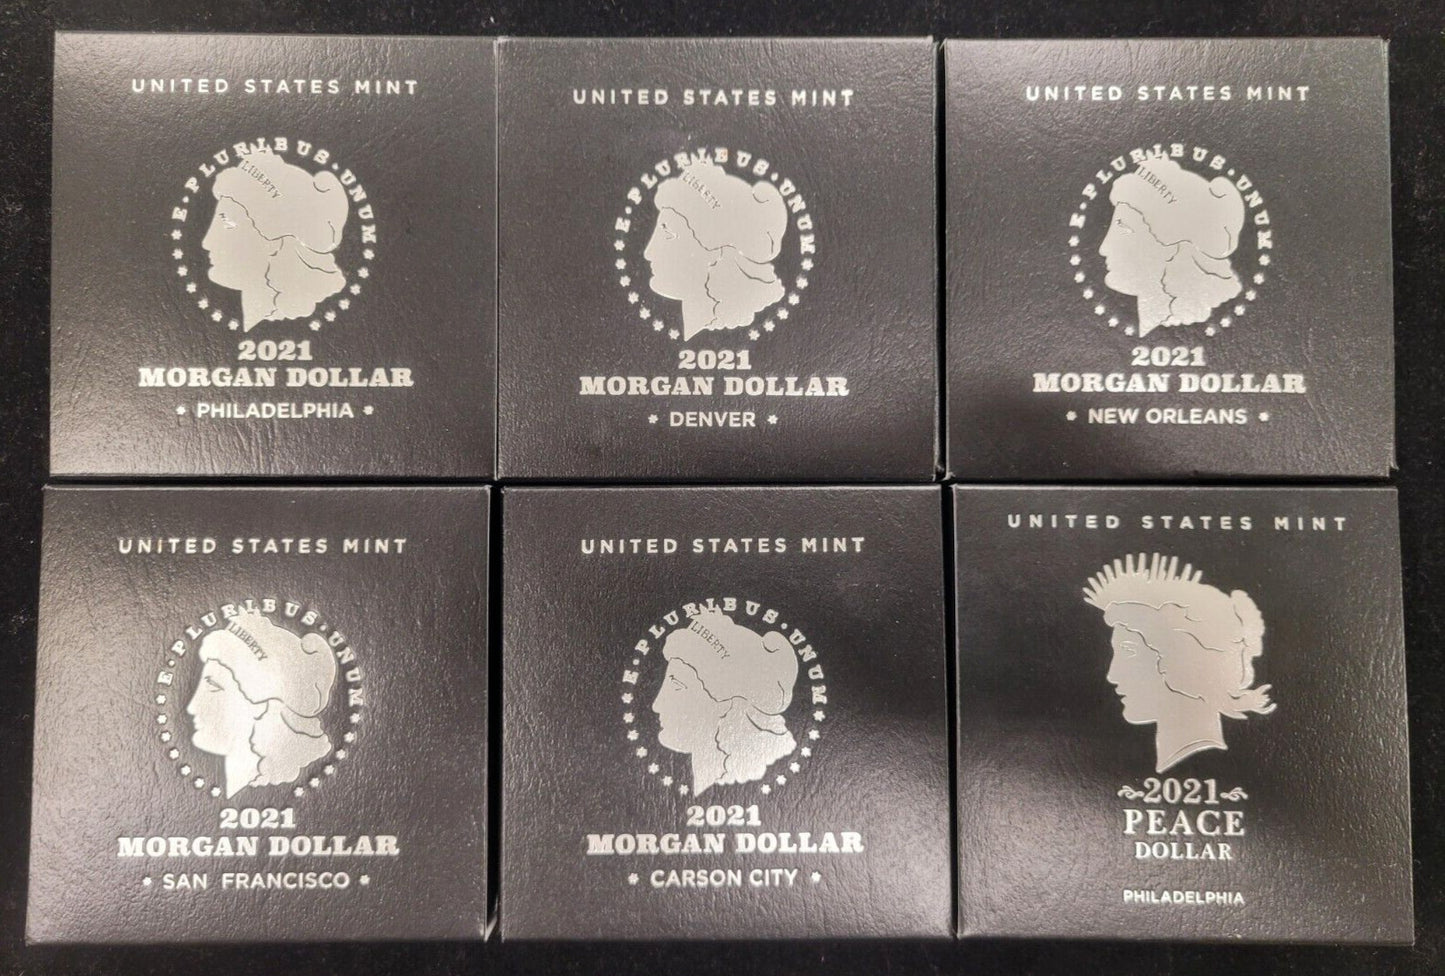 UNITED STATES MINT
E·PLURIBUS·UNUM
LIBERTY
2021
MORGAN DOLLAR
* PHILADELPHIA *
UNITED STATES MINT
E·PLURIBUS·UNUM
LIBERTY
2021
MORGAN DOLLAR
* DENVER *
UNITED STATES MINT
E·PLURIBUS·UNUM
LIBERTY
2021
MORGAN DOLLAR
* NEW ORLEANS *
UNITED STATES MINT
E·PLURIBUS·UNUM
LIBERTY
2021
MORGAN DOLLAR
* SAN FRANCISCO *
UNITED STATES MINT
E·PLURIBUS·UNUM
LIBERTY
2021
MORGAN DOLLAR
* CARSON CITY *
UNITED STATES MINT
2021
PEACE
DOLLAR
PHILADELPHIA